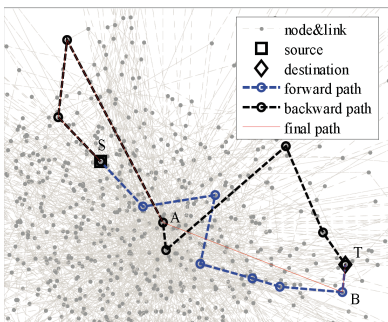 node&link
source
destination
forward path
backward path
final path
S
A
T
B